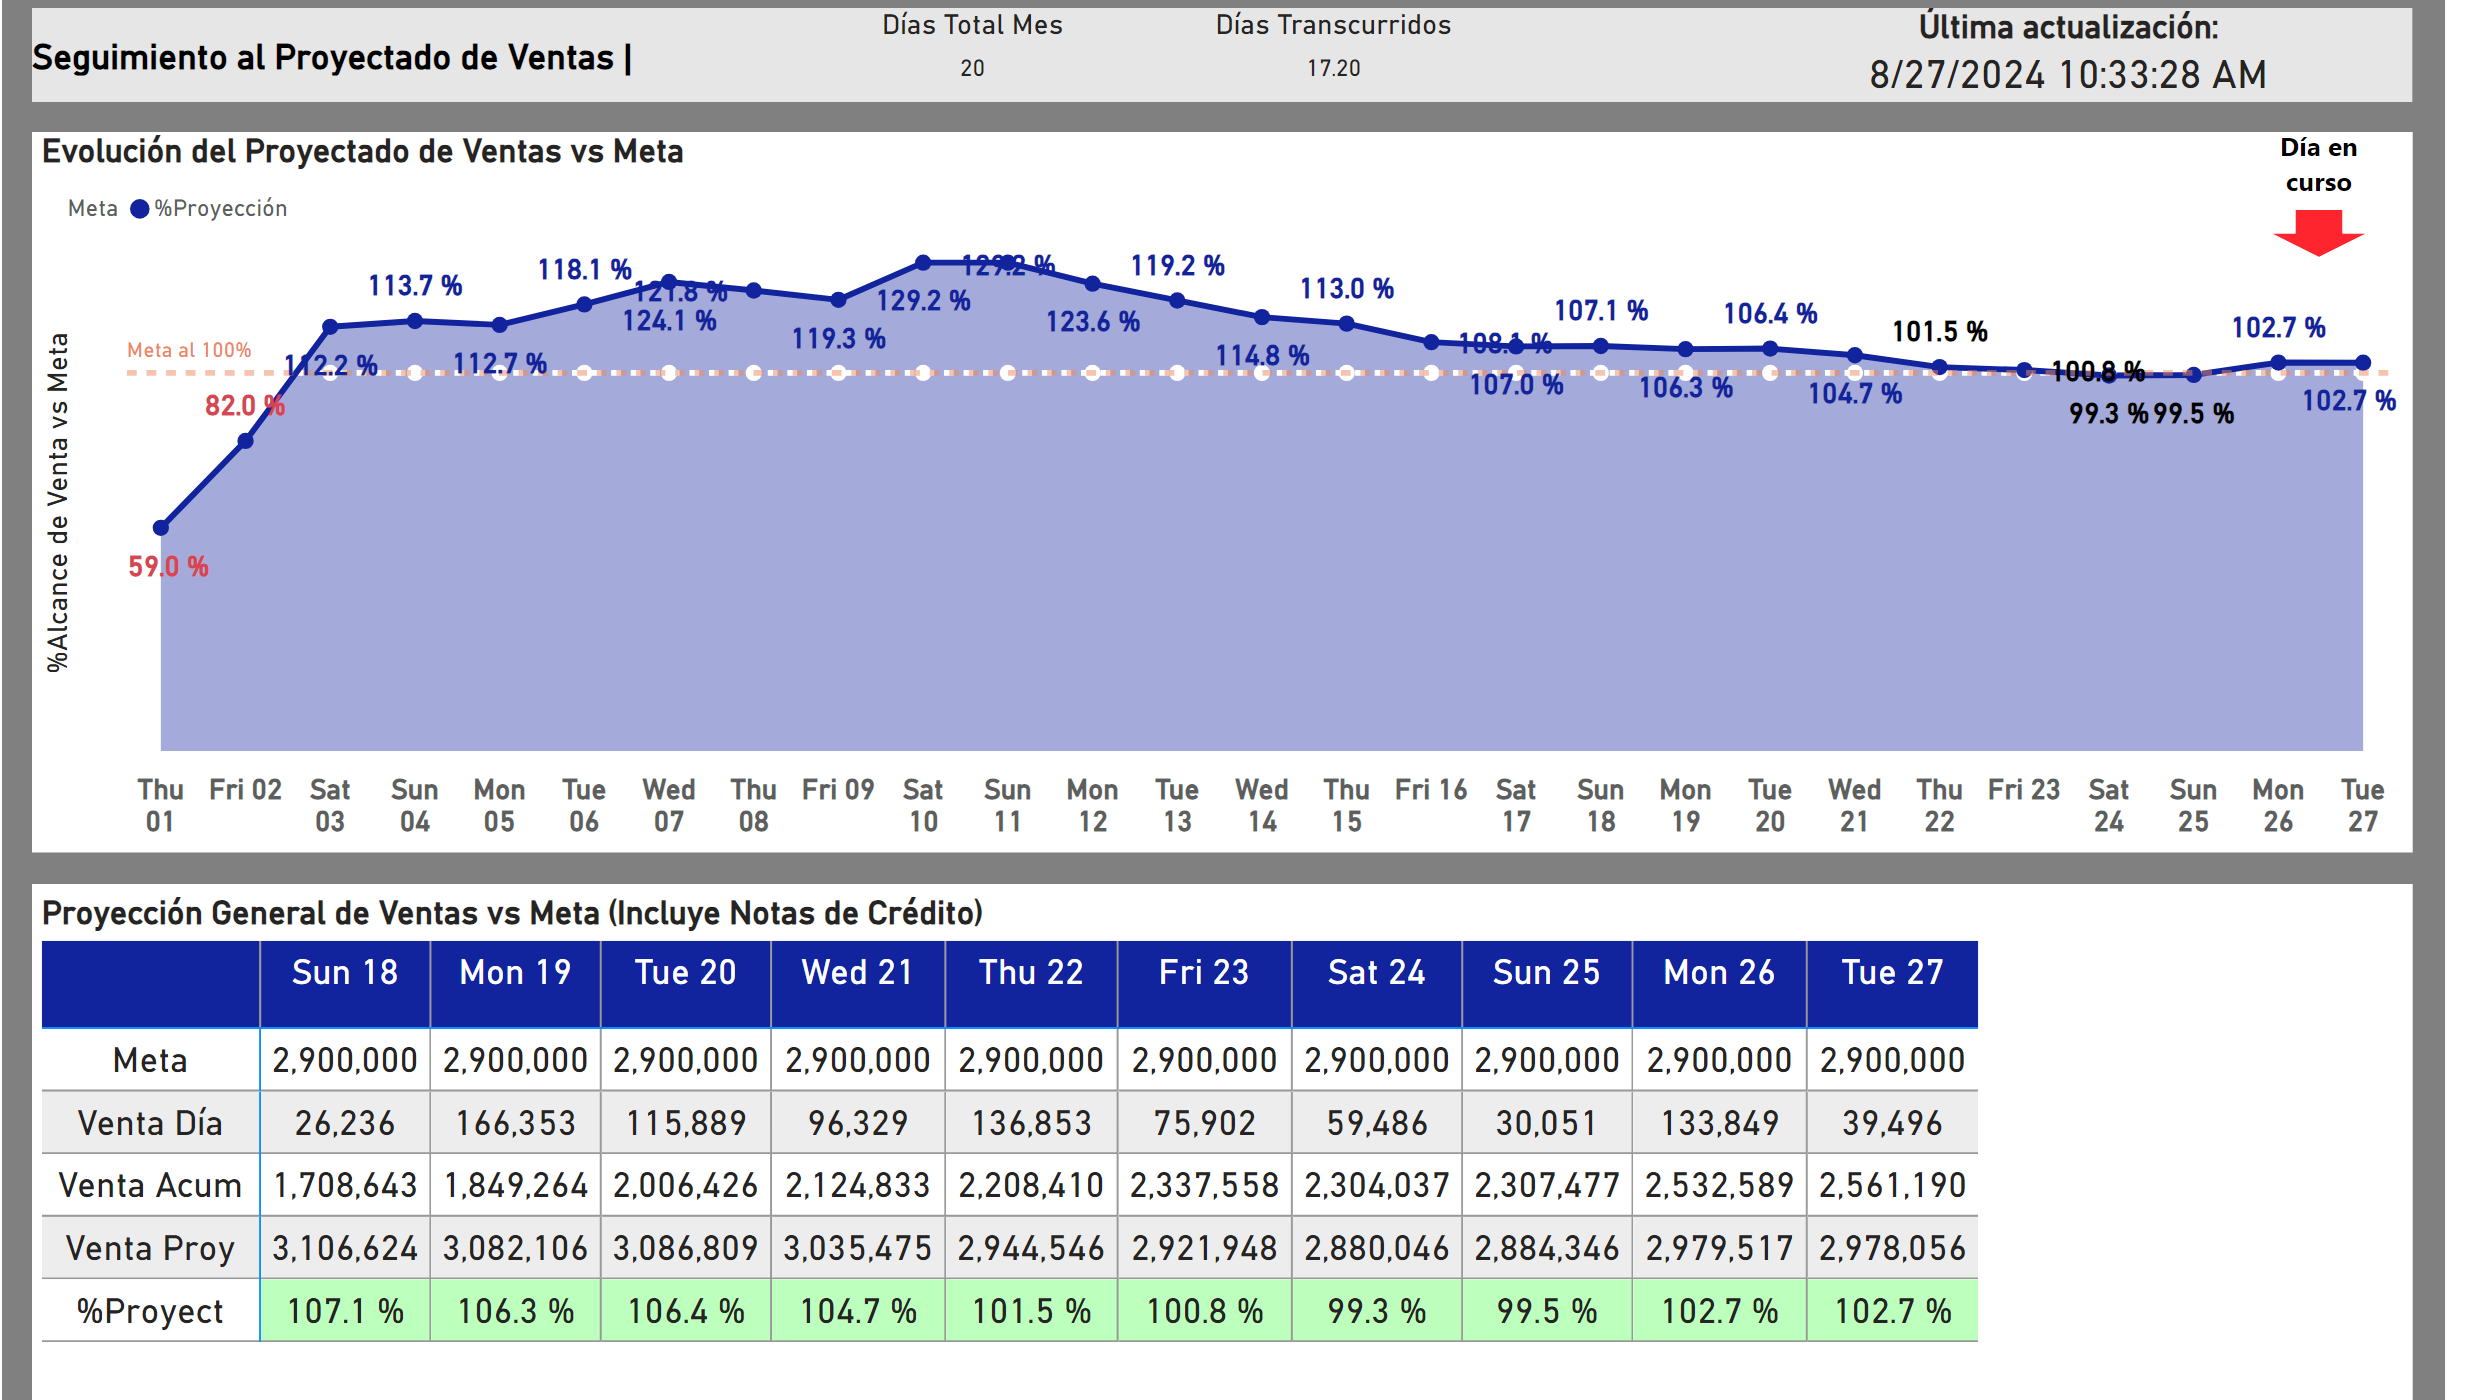 Seguimiento al Proyectado de Ventas |
Días Total Mes
20
Días Transcurridos
17.20
Última actualización:
8/27/2024 10:33:28 AM
Evolución del Proyectado de Ventas vs Meta
Día en
curso
Meta %Proyección
%Alcance de Venta vs Meta
Meta al 100%
59.0 %
82.0 %
112.2 %
113.7 %
112.7 %
118.1 %
124.1 %
121.8 %
119.3 %
129.2 %
129.2 %
123.6 %
119.2 %
114.8 %
113.0 %
108.1 %
107.0 %
107.1 %
106.3 %
106.4 %
104.7 %
101.5 %
100.8 %
99.3 %
99.5 %
102.7 %
102.7 %
Thu 01
Fri 02
Sat 03
Sun 04
Mon 05
Tue 06
Wed 07
Thu 08
Fri 09
Sat 10
Sun 11
Mon 12
Tue 13
Wed 14
Thu 15
Fri 16
Sat 17
Sun 18
Mon 19
Tue 20
Wed 21
Thu 22
Fri 23
Sat 24
Sun 25
Mon 26
Tue 27
Proyección General de Ventas vs Meta (Incluye Notas de Crédito)
Sun 18 Mon 19 Tue 20 Wed 21 Thu 22 Fri 23 Sat 24 Sun 25 Mon 26 Tue 27
Meta 2,900,000 2,900,000 2,900,000 2,900,000 2,900,000 2,900,000 2,900,000 2,900,000 2,900,000 2,900,000
Venta Día 26,236 166,353 115,889 96,329 136,853 75,902 59,486 30,051 133,849 39,496
Venta Acum 1,708,643 1,849,264 2,006,426 2,124,833 2,208,410 2,337,558 2,304,037 2,307,477 2,532,589 2,561,190
Venta Proy 3,106,624 3,082,106 3,086,809 3,035,475 2,944,546 2,921,948 2,880,046 2,884,346 2,979,517 2,978,056
%Proyect 107.1 % 106.3 % 106.4 % 104.7 % 101.5 % 100.8 % 99.3 % 99.5 % 102.7 % 102.7 %